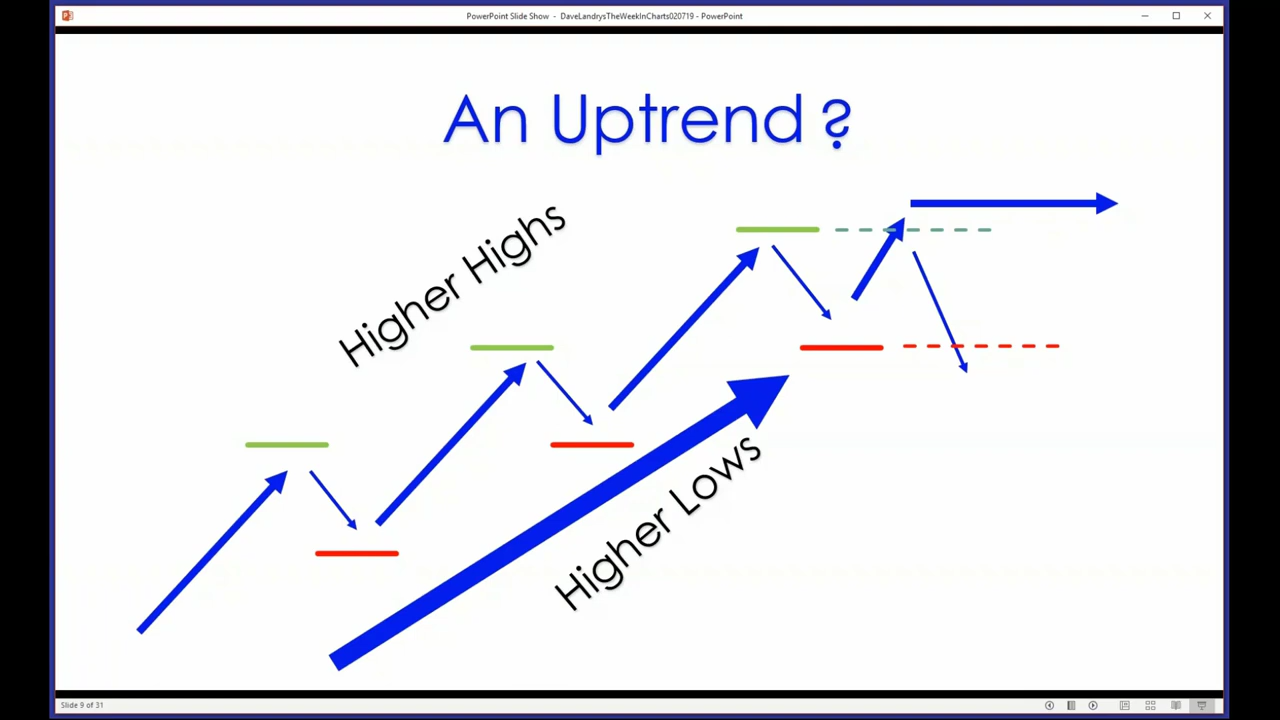 PowerPoint Slide Show - DaveLandrysTheWeekInCharts020719 - PowerPoint
An Uptrend ?
Higher Highs
Higher Lows
Slide 9 of 31